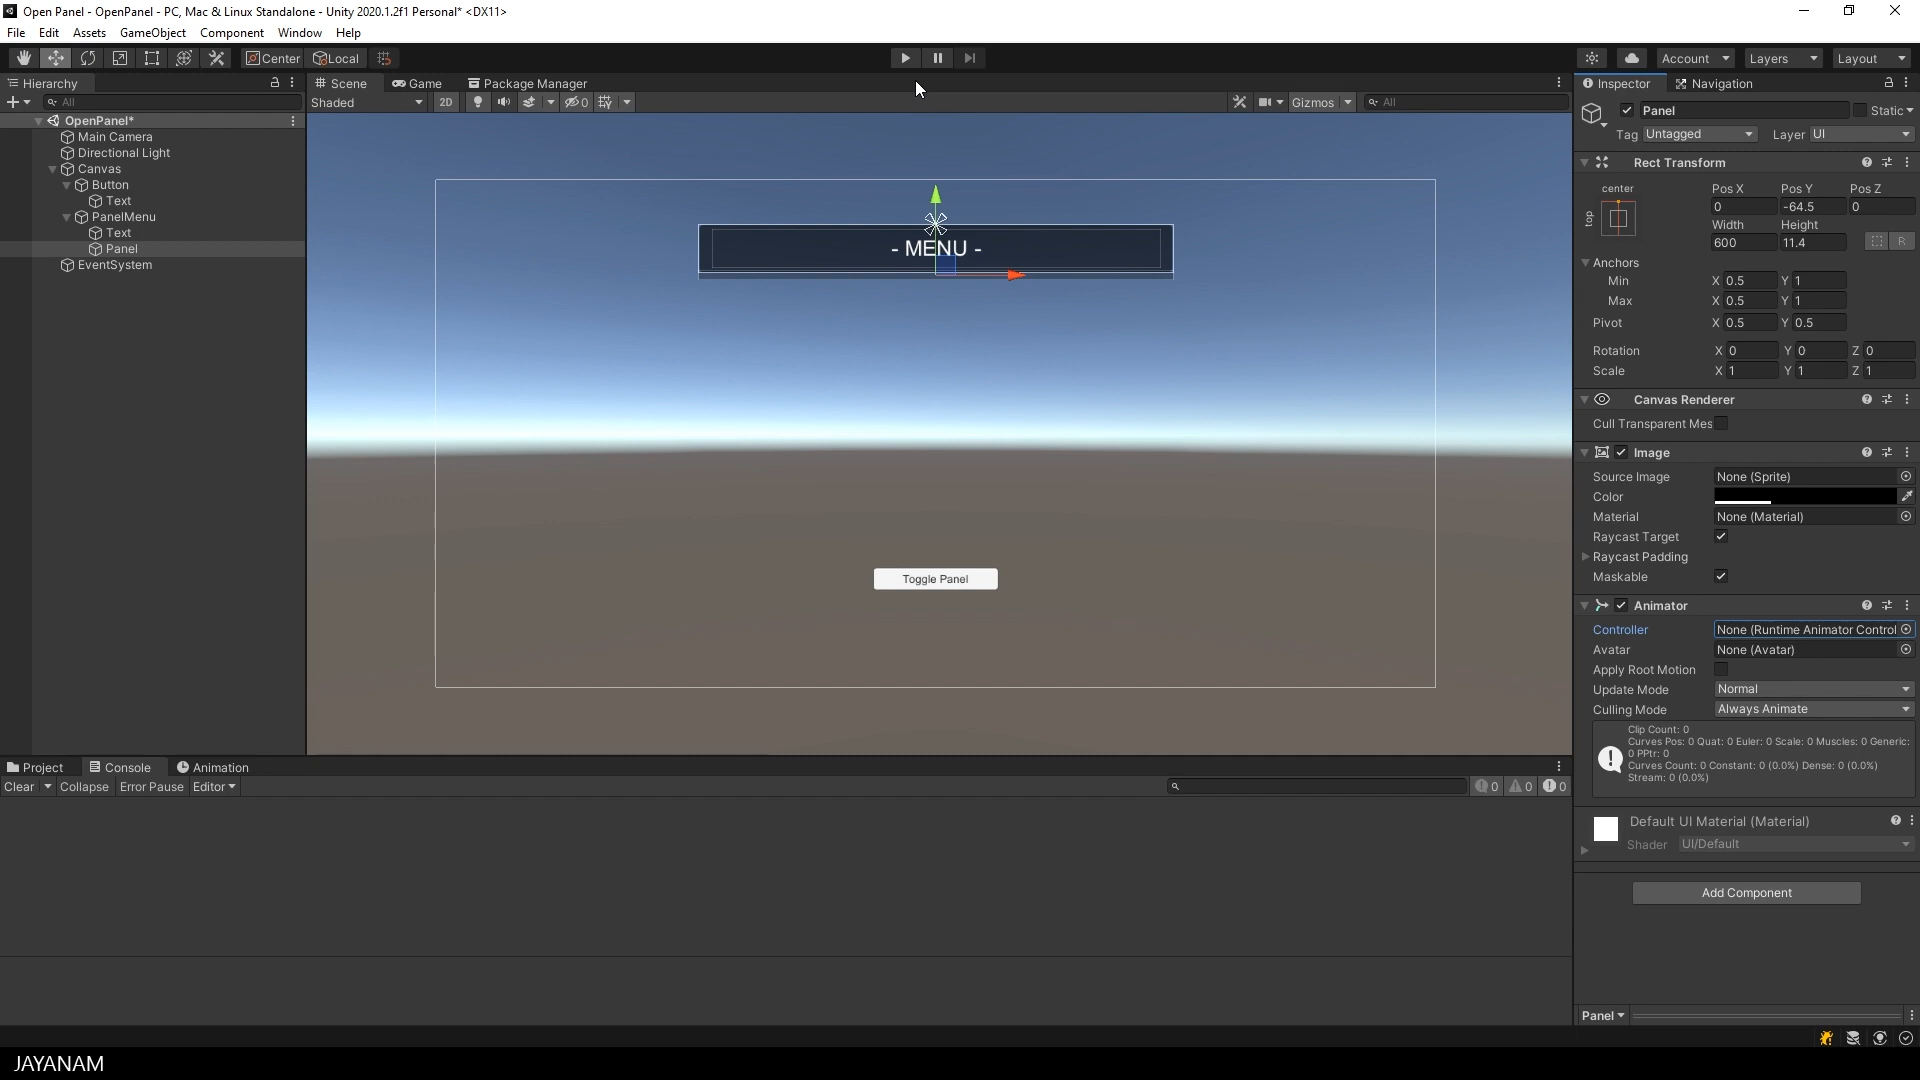 Open Panel - OpenPanel - PC, Mac & Linux Standalone - Unity 2020.1.2f1 Personal* <DX11>
File Edit Assets GameObject Component Window Help
Center Local Account Layers Layout
Hierarchy Scene Game Package Manager Inspector Navigation
All Shaded 2D 0 Gizmos All Panel Static
OpenPanel*
Main Camera
Directional Light
Canvas
Button
Text
PanelMenu
Text
Panel
EventSystem
- MENU -
Toggle Panel
Tag Untagged Layer UI
Rect Transform
center
top
Pos X Pos Y Pos Z
0 -64.5 0
Width Height
600 11.4 R
Anchors
Min X 0.5 Y 1
Max X 0.5 Y 1
Pivot X 0.5 Y 0.5
Rotation X 0 Y 0 Z 0
Scale X 1 Y 1 Z 1
Canvas Renderer
Cull Transparent Mes
Image
Source Image None (Sprite)
Color
Material None (Material)
Raycast Target
Raycast Padding
Maskable
Animator
Controller None (Runtime Animator Control
Avatar None (Avatar)
Apply Root Motion
Update Mode Normal
Culling Mode Always Animate
Clip Count: 0
Curves Pos: 0 Quat: 0 Euler: 0 Scale: 0 Muscles: 0 Generic:
0 PPtr: 0
Curves Count: 0 Constant: 0 (0.0%) Dense: 0 (0.0%)
Stream: 0 (0.0%)
Default UI Material (Material)
Shader UI/Default
Add Component
Panel
Project Console Animation
Clear Collapse Error Pause Editor 0 0 0
JAYANAM